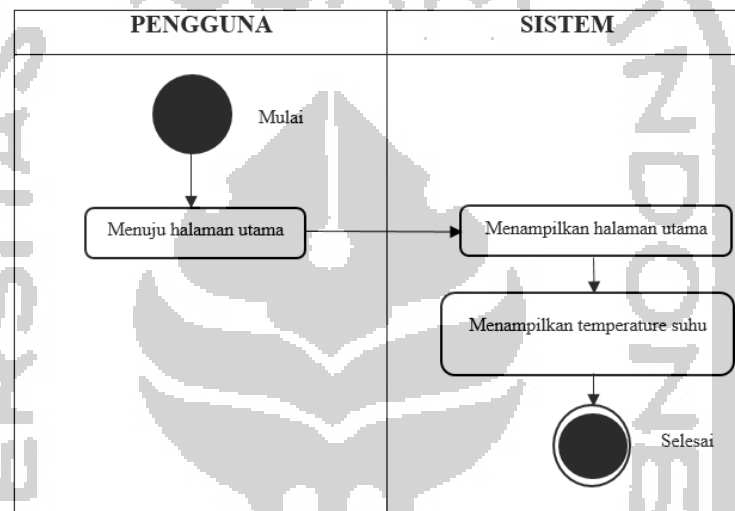 PENGGUNA
SISTEM
Mulai
Menuju halaman utama
Menampilkan halaman utama
Menampilkan temperature suhu
Selesai